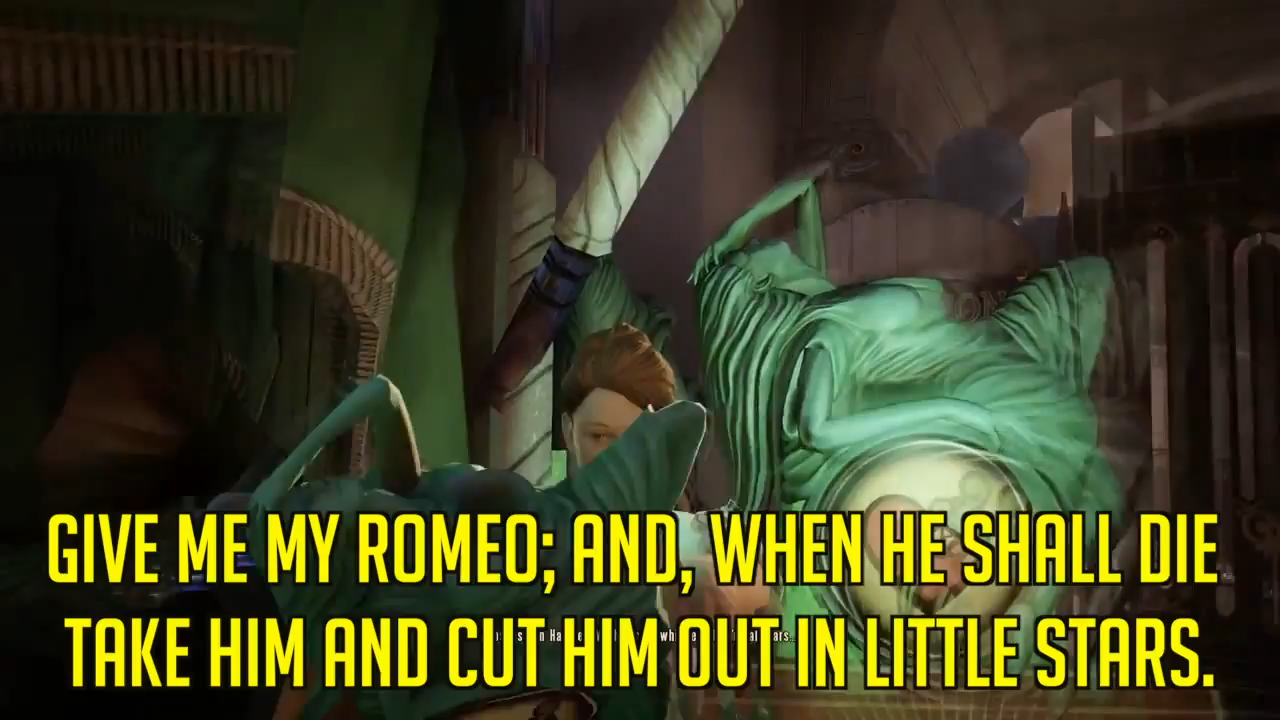 GIVE ME MY ROMEO; AND, WHEN HE SHALL DIE
TAKE HIM AND CUT HIM OUT IN LITTLE STARS.